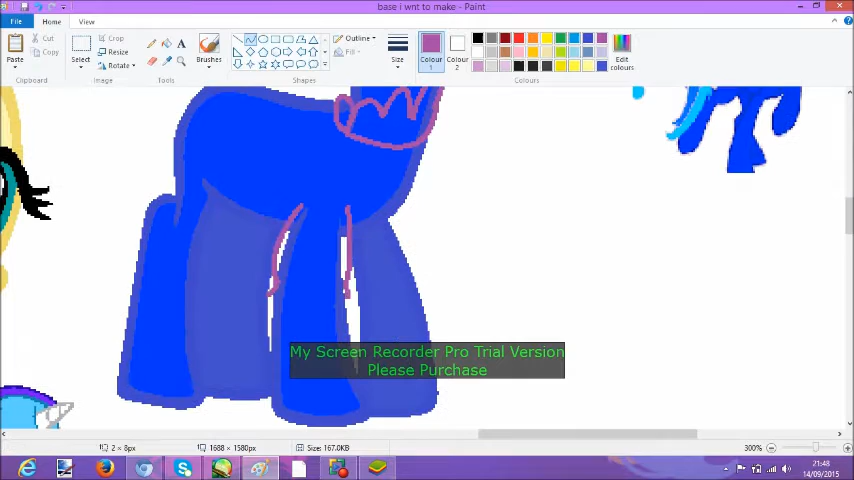 base i wnt to make - Paint
File
Home
View
Paste
Cut
Copy
Clipboard
Select
Crop
Resize
Rotate
Image
A
Tools
Brushes
Shapes
Outline
Fill
Size
Colour 1
Colour 2
Edit colours
Colours
My Screen Recorder Pro Trial Version
Please Purchase
2 × 8px
1688 × 1580px
Size: 167.0KB
300%
21:48
14/09/2015